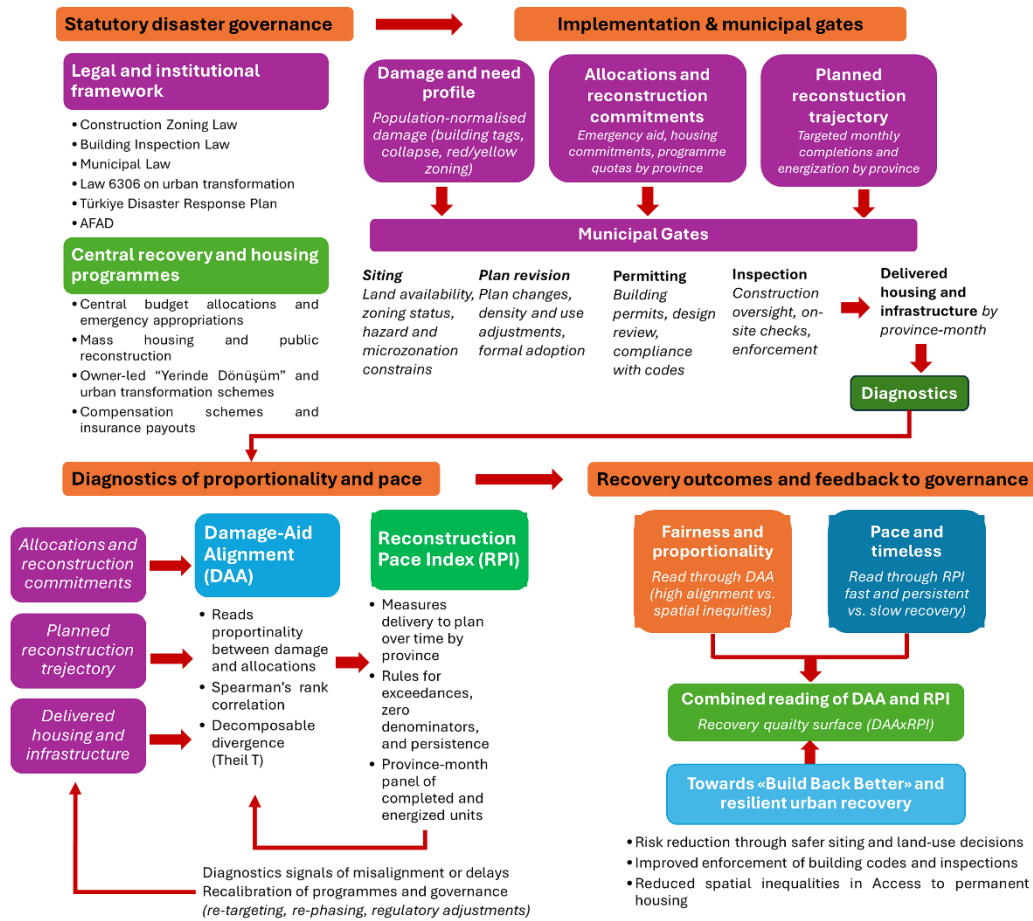 Statutory disaster governance
Implementation & municipal gates
Legal and institutional
framework
• Construction Zoning Law
• Building Inspection Law
• Municipal Law
• Law 6306 on urban transformation
• Türkiye Disaster Response Plan
• AFAD
Central recovery and housing
programmes
• Central budget allocations and
emergency appropriations
• Mass housing and public
reconstruction
• Owner-led “Yerinde Dönüşüm” and
urban transformation schemes
• Compensation schemes and
insurance payouts
Damage and need
profile
Population-normalised
damage (building tags,
collapse, red/yellow
zoning)
Allocations and
reconstruction
commitments
Emergency aid, housing
commitments, programme
quotas by province
Planned
reconstuction
trajectory
Targeted monthly
completions and
energization by province
Municipal Gates
Siting
Land availability,
zoning status,
hazard and
microzonation
constrains
Plan revision
Plan changes,
density and use
adjustments,
formal adoption
Permitting
Building
permits, design
review,
compliance
with codes
Inspection
Construction
oversight, on-
site checks,
enforcement
Delivered
housing and
infrastructure by
province-month
Diagnostics
Diagnostics of proportionality and pace
Recovery outcomes and feedback to governance
Allocations and
reconstruction
commitments
Planned
reconstruction
trejectory
Delivered
housing and
infrastructure
Damage-Aid
Alignment
(DAA)
• Reads
proportinality
between damage
and allocations
• Spearman’s rank
correlation
• Decomposable
divergence
(Theil T)
Reconstruction
Pace Index (RPI)
• Measures
delivery to plan
over time by
province
• Rules for
exceedances,
zero
denominators,
and persistence
• Province-month
panel of
completed and
energized units
Diagnostics signals of misalignment or delays
Recalibration of programmes and governance
(re-targeting, re-phasing, regulatory adjustments)
Fairness and
proportionality
Read through DAA
(high alignment vs.
spatial inequities)
Pace and
timeless
Read through RPI
fast and persistent
vs. slow recovery)
Combined reading of DAA and RPI
Recovery quailty surface (DAAxRPI)
Towards «Build Back Better» and
resilient urban recovery
• Risk reduction through safer siting and land-use decisions
• Improved enforcement of building codes and inspections
• Reduced spatial inequalities in Access to permanent
housing